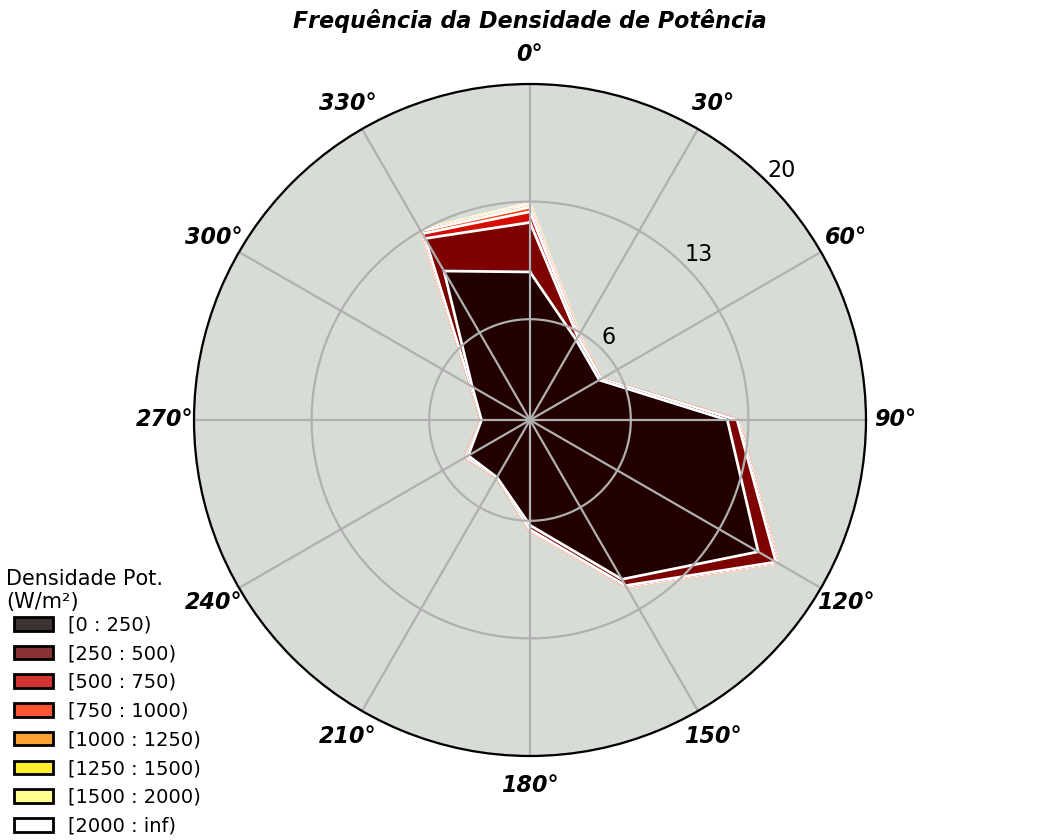 Frequência da Densidade de Potência
0°
330°
30°
20
300°
60°
13
6
270°
90°
240°
120°
210°
150°
180°
Densidade Pot.
(W/m²)
[0 : 250)
[250 : 500)
[500 : 750)
[750 : 1000)
[1000 : 1250)
[1250 : 1500)
[1500 : 2000)
[2000 : inf)